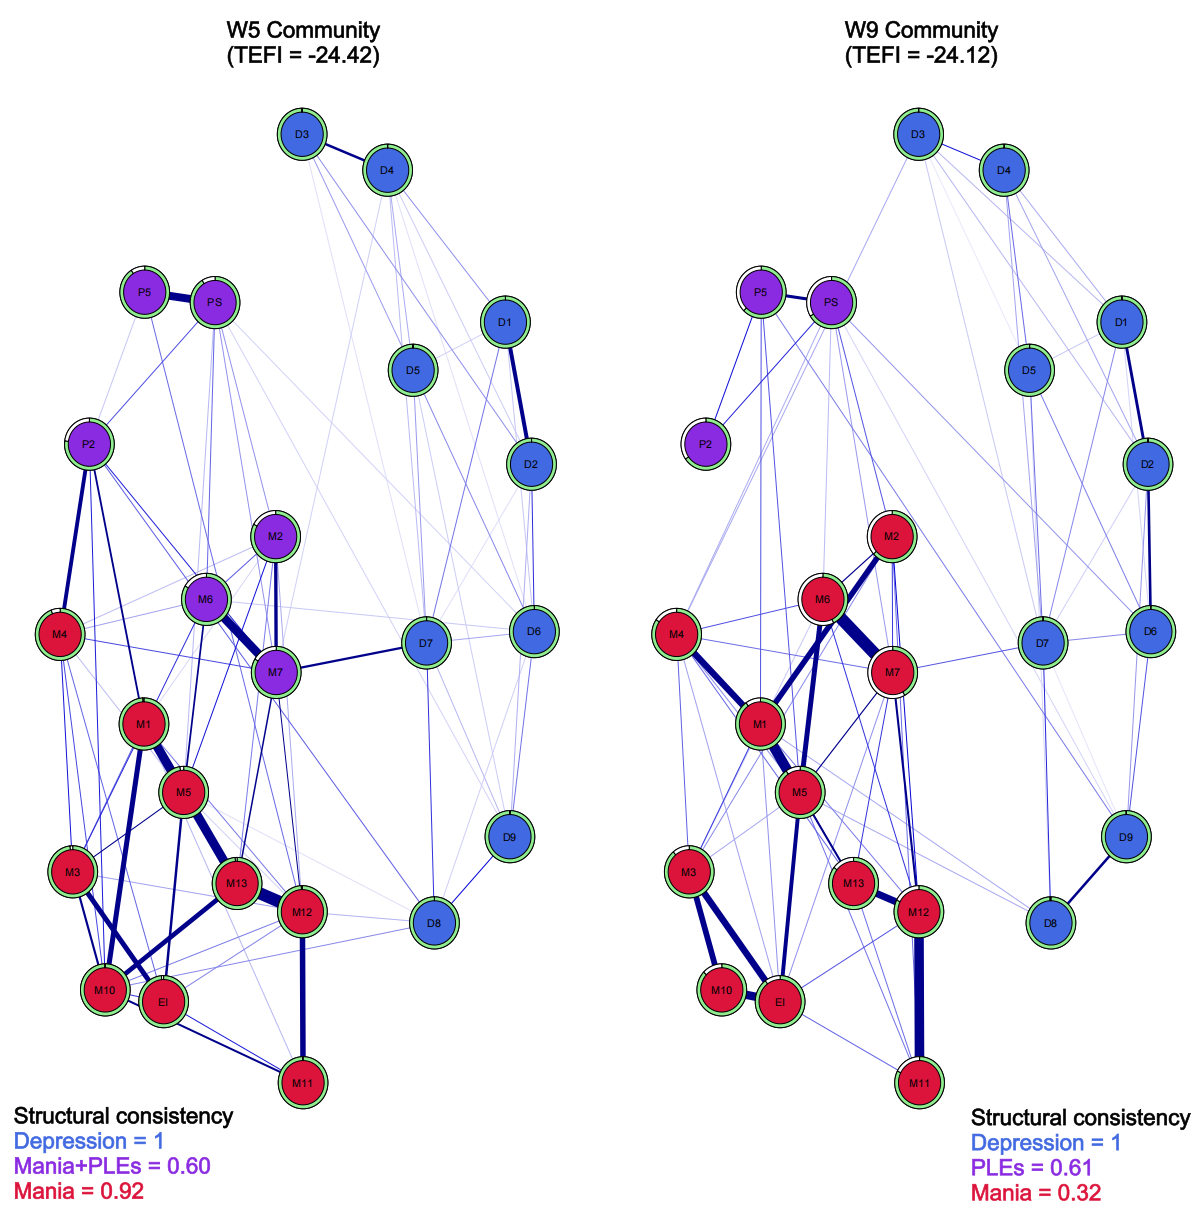 W5 Community
(TEFI = -24.42)
D3
D4
P5
PS
D1
D5
P2
D2
M2
M6
M4
D7
D6
M7
M1
M5
D9
M3
M13
M12
D8
M10
EI
M11
Structural consistency
Depression = 1
Mania+PLEs = 0.60
Mania = 0.92
W9 Community
(TEFI = -24.12)
D3
D4
P5
PS
D1
D5
P2
D2
M2
M6
M4
D7
D6
M7
M1
M5
D9
M3
M13
M12
D8
M10
EI
M11
Structural consistency
Depression = 1
PLEs = 0.61
Mania = 0.32